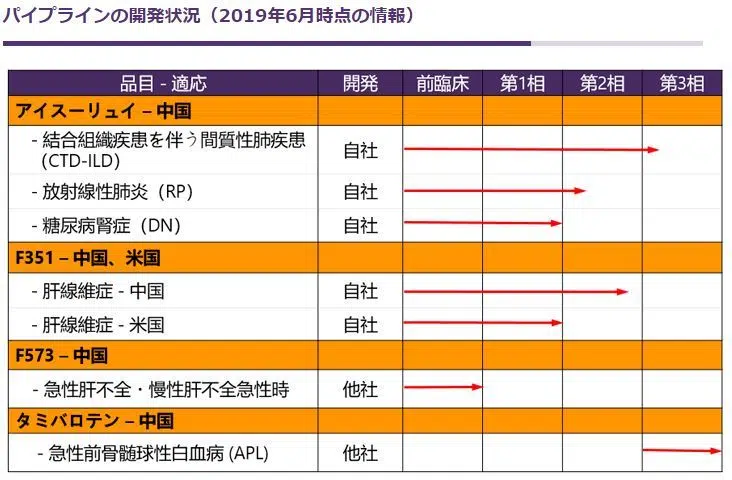 パイプラインの開発状況（2019年6月時点の情報）
品目 - 適応 開発 前臨床 第1相 第2相 第3相
アイスーリュイ – 中国
- 結合組織疾患を伴う間質性肺疾患
(CTD-ILD) 自社
- 放射線性肺炎（RP） 自社
- 糖尿病腎症（DN） 自社
F351 – 中国、米国
- 肝線維症 - 中国 自社
- 肝線維症 - 米国 自社
F573 – 中国
- 急性肝不全・慢性肝不全急性時 他社
タミバロテン – 中国
- 急性前骨髄球性白血病 (APL) 他社